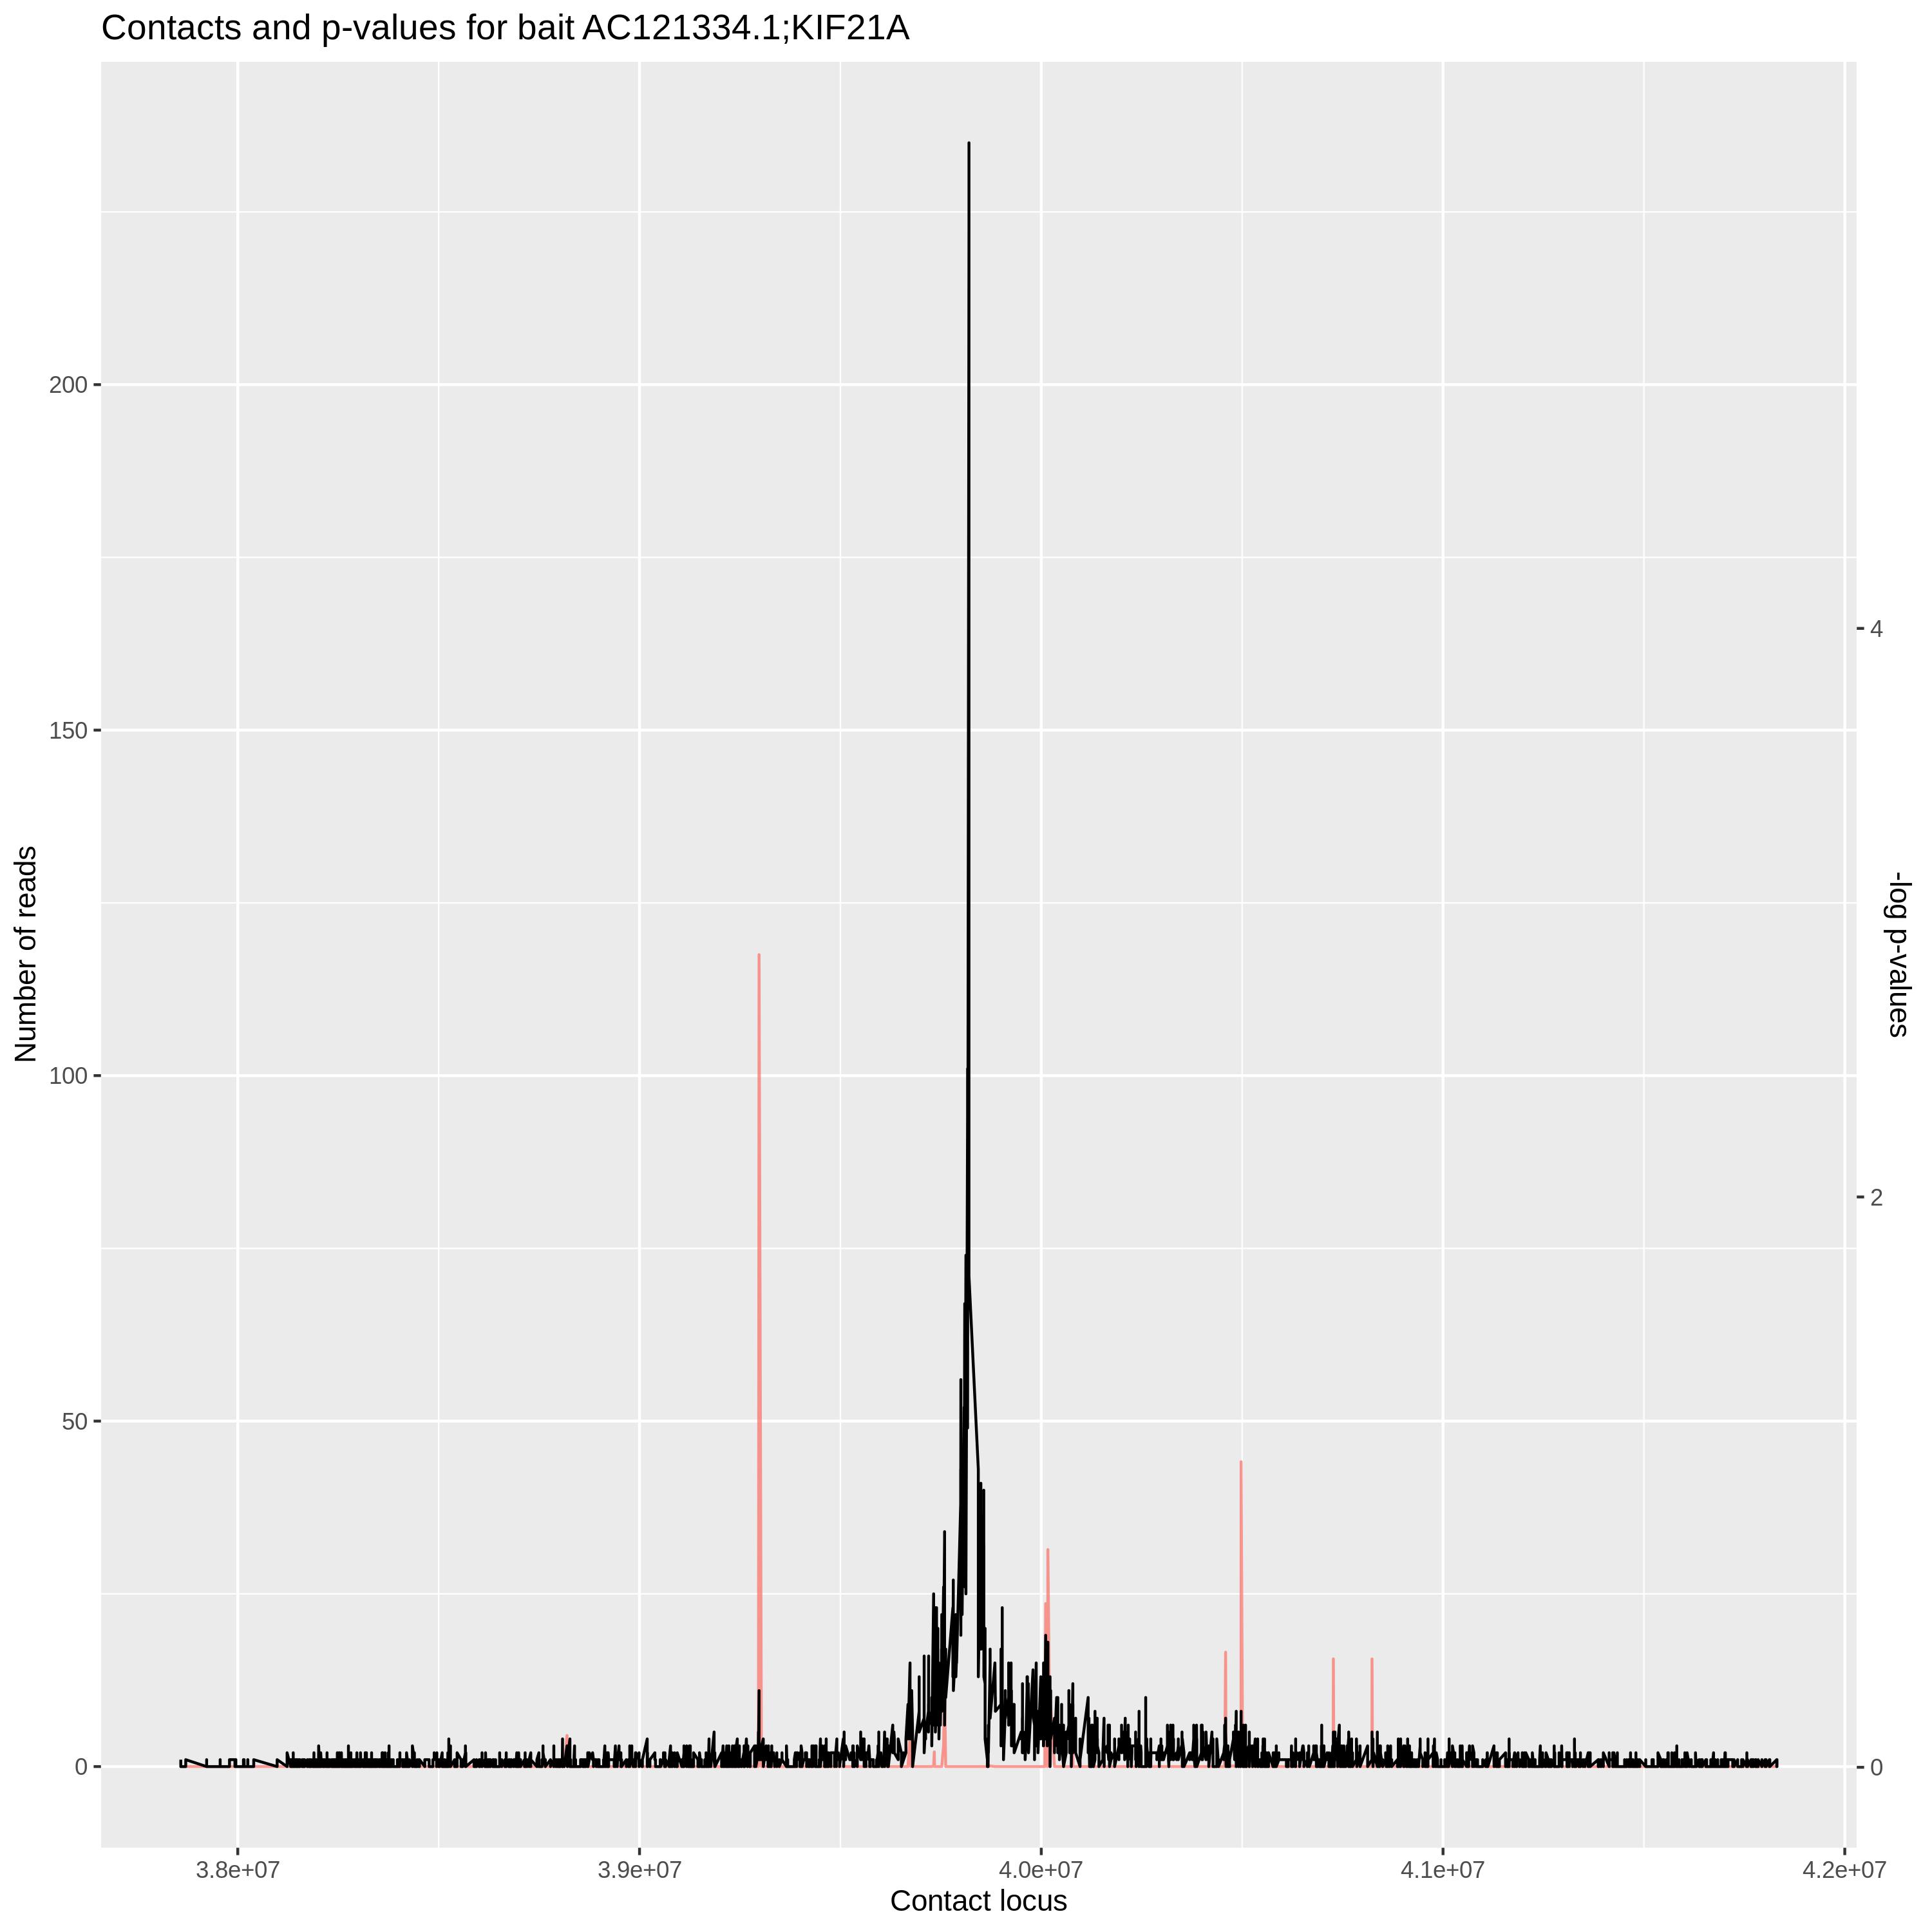 Contacts and p-values for bait AC121334.1;KIF21A
200
150
100
50
0
Number of reads
4
2
0
-log p-values
3.8e+07
3.9e+07
4.0e+07
4.1e+07
4.2e+07
Contact locus